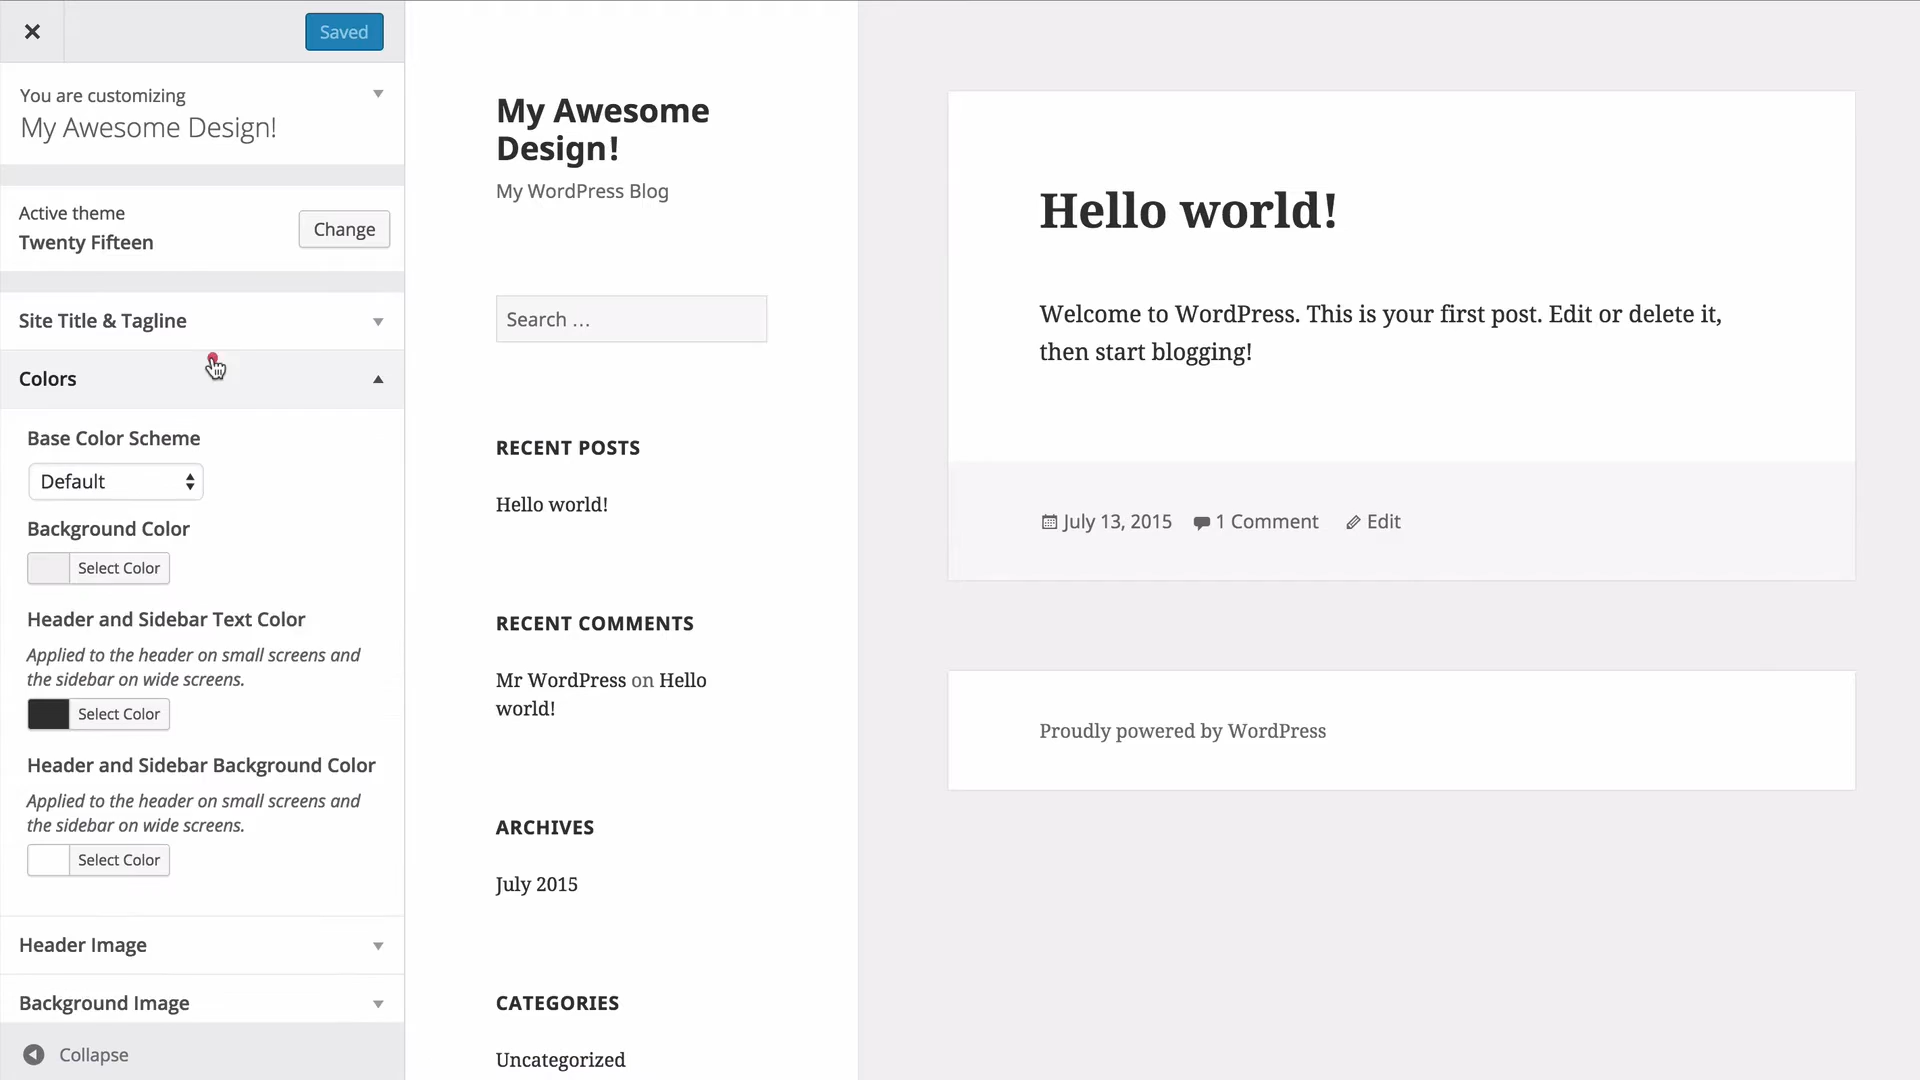 Saved
You are customizing
My Awesome Design!
Active theme
Twenty Fifteen
Change
Site Title & Tagline
Colors
Base Color Scheme
Default
Background Color
Select Color
Header and Sidebar Text Color
Applied to the header on small screens and
the sidebar on wide screens.
Select Color
Header and Sidebar Background Color
Applied to the header on small screens and
the sidebar on wide screens.
Select Color
Header Image
Background Image
Collapse
My Awesome
Design!
My WordPress Blog
Search …
RECENT POSTS
Hello world!
RECENT COMMENTS
Mr WordPress on Hello
world!
ARCHIVES
July 2015
CATEGORIES
Uncategorized
Hello world!
Welcome to WordPress. This is your first post. Edit or delete it,
then start blogging!
July 13, 2015 1 Comment Edit
Proudly powered by WordPress